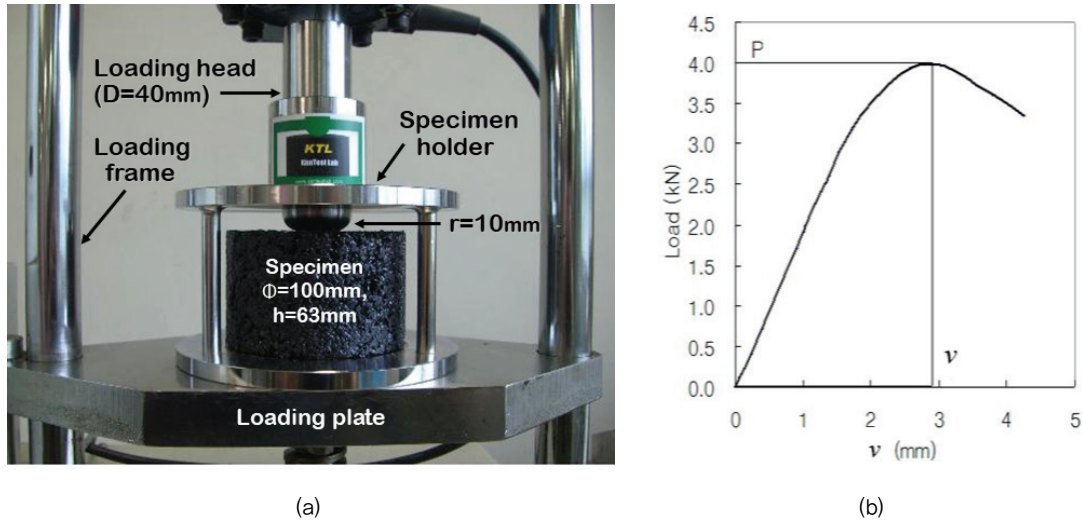 Loading head
(D=40mm)
Loading
frame
Specimen
holder
KTL
r=10mm
Specimen
Φ=100mm,
h=63mm
Loading plate
(a)
4.5
4.0
3.5
3.0
2.5
2.0
1.5
1.0
0.5
0.0
Load (kN)
P
v
0
1
2
3
4
5
v (mm)
(b)